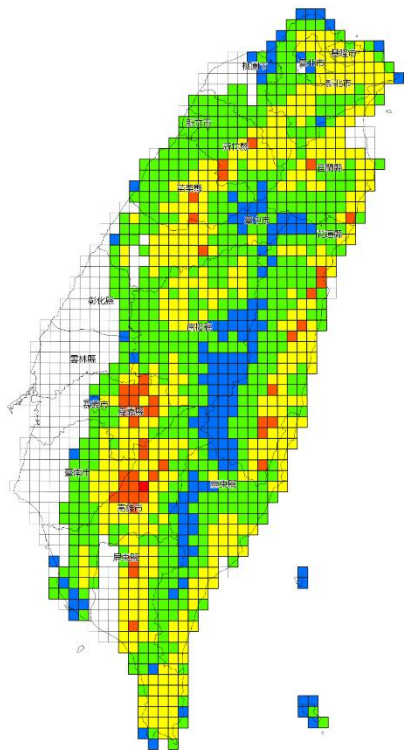 基隆市
臺北市
桃園市
新北市
新竹市
新竹縣
宜蘭縣
苗栗縣
臺中市
花蓮縣
彰化縣
南投縣
雲林縣
嘉義市
嘉義縣
臺南市
臺東縣
高雄市
屏東縣